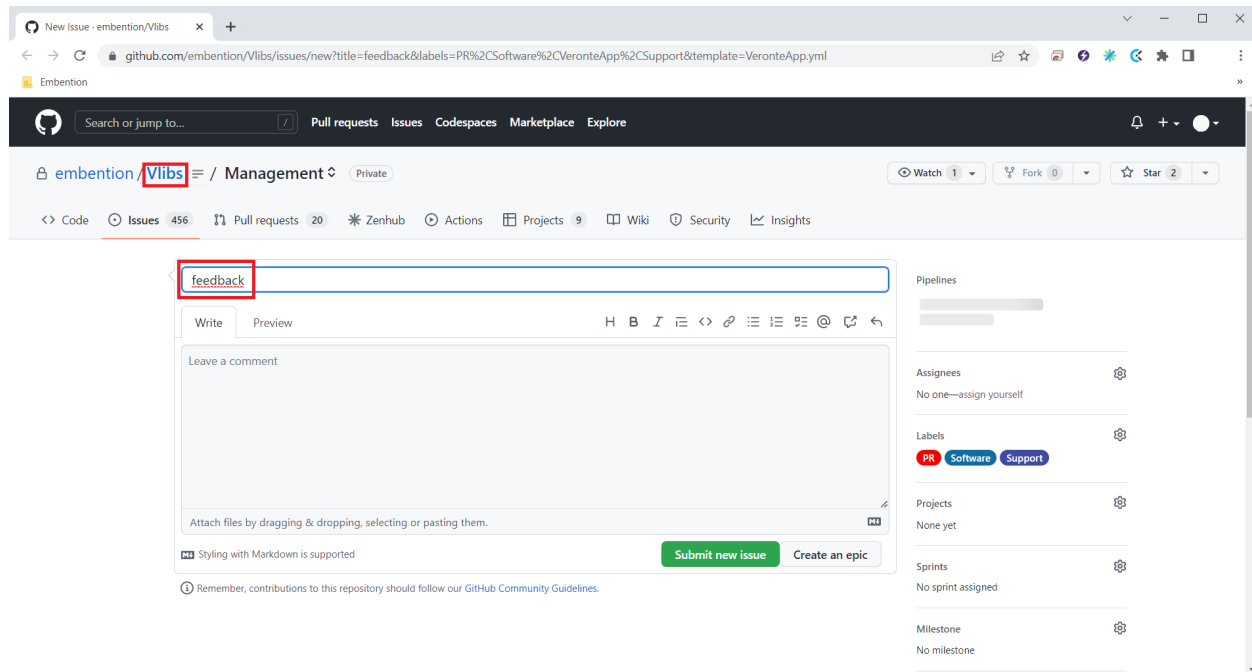 New Issue - embention/Vlibs
github.com/embention/Vlibs/issues/new?title=feedback&labels=PR%2CSoftware%2CVeronteApp%2CSupport&template=VeronteApp.yml
Embention
»
Search or jump to... /
Pull requests Issues Codespaces Marketplace Explore
embention / Vlibs / Management Private
Watch 1 Fork 0 Star 2
Code Issues 456 Pull requests 20 Zenhub Actions Projects 9 Wiki Security Insights
feedback
Write Preview
Leave a comment
Attach files by dragging & dropping, selecting or pasting them.
Styling with Markdown is supported
Submit new issue Create an epic
Remember, contributions to this repository should follow our GitHub Community Guidelines.
Pipelines
Assignees
No one—assign yourself
Labels
PR Software Support
Projects
None yet
Sprints
No sprint assigned
Milestone
No milestone